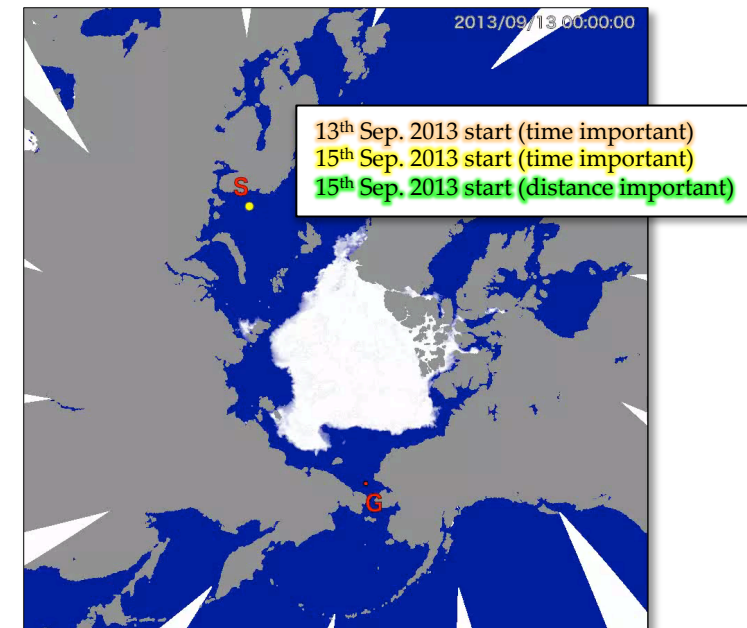 2013/09/13 00:00:00
13th Sep. 2013 start (time important)
15th Sep. 2013 start (time important)
15th Sep. 2013 start (distance important)
S
G